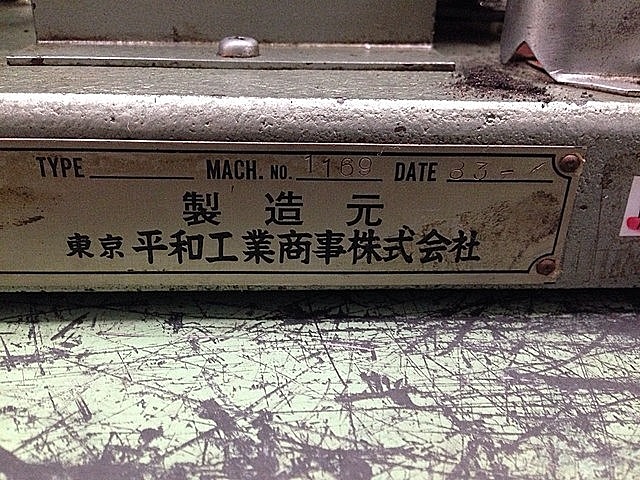 TYPE MACH. NO. 1169 DATE 33-1
製造元
東京 平和工業商事株式会社